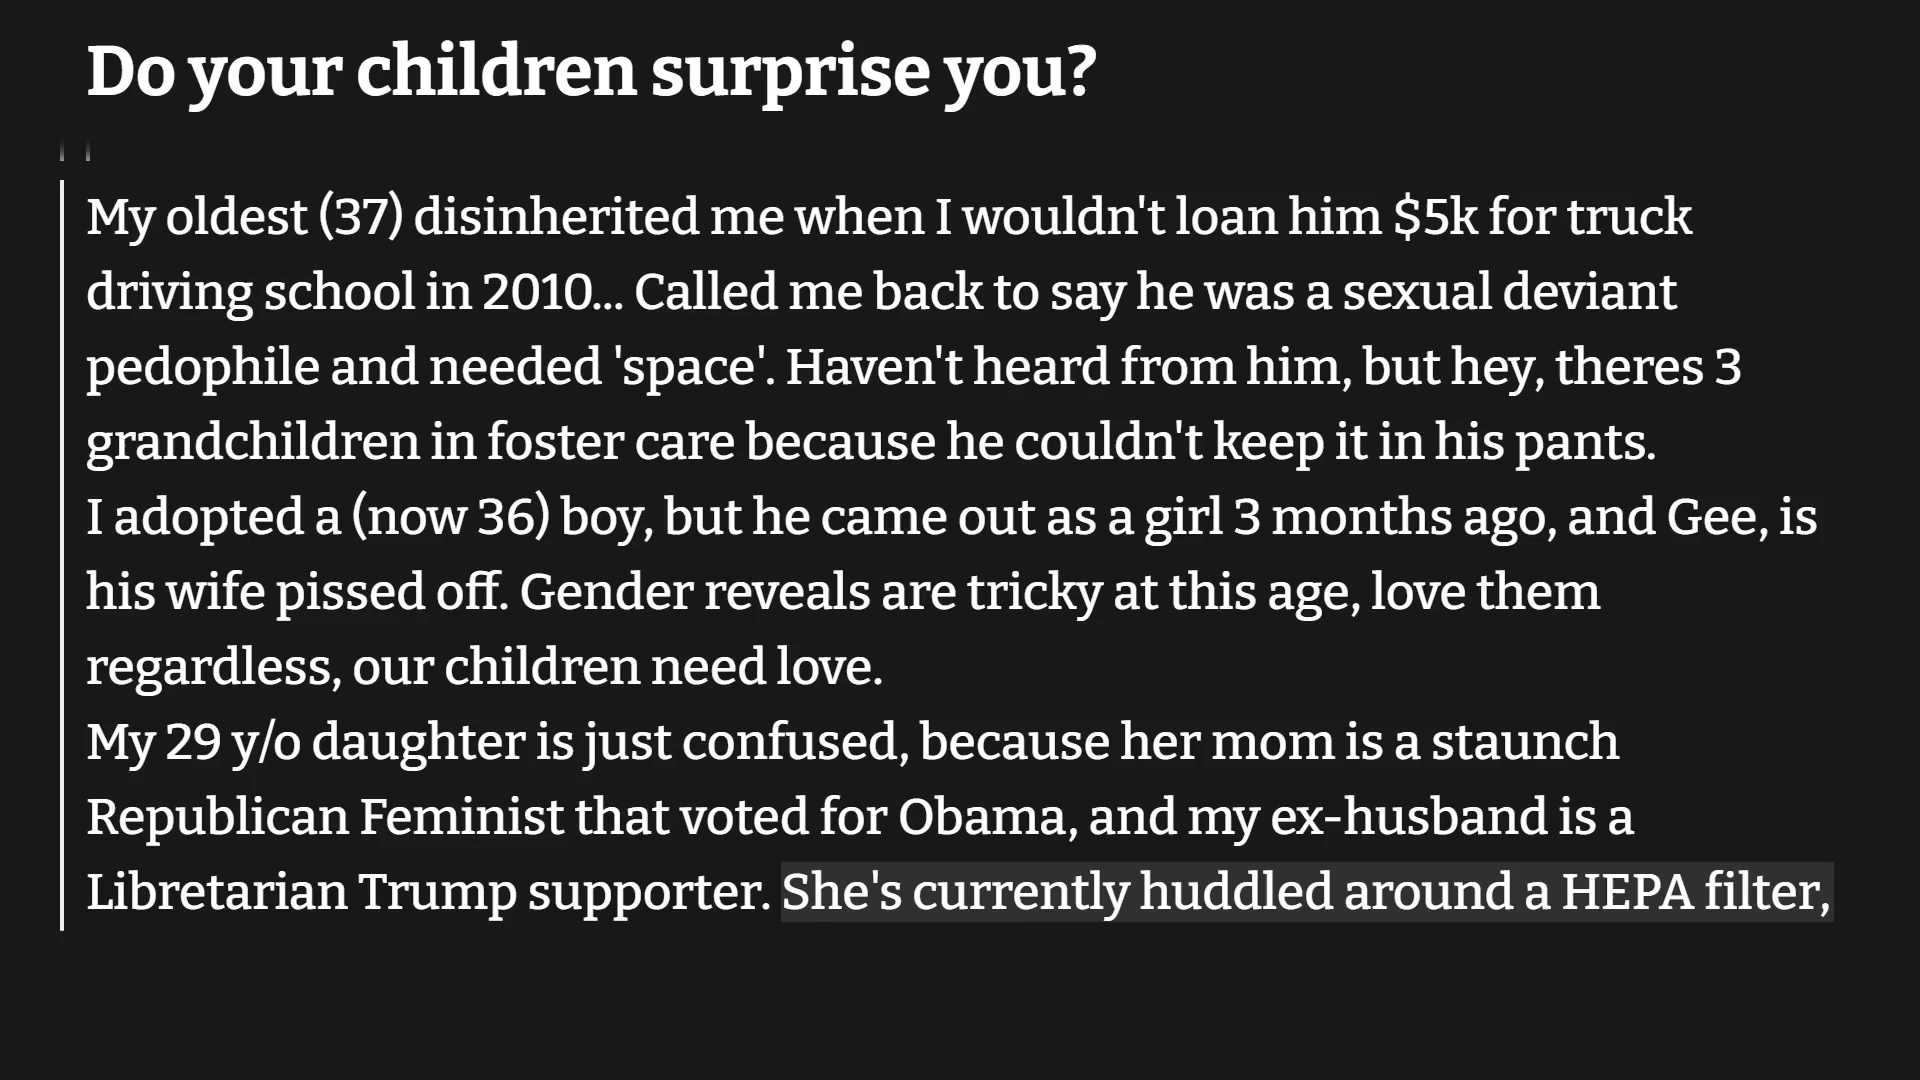 Do your children surprise you?
My oldest (37) disinherited me when I wouldn't loan him $5k for truck
driving school in 2010... Called me back to say he was a sexual deviant
pedophile and needed 'space'. Haven't heard from him, but hey, theres 3
grandchildren in foster care because he couldn't keep it in his pants.
I adopted a (now 36) boy, but he came out as a girl 3 months ago, and Gee, is
his wife pissed off. Gender reveals are tricky at this age, love them
regardless, our children need love.
My 29 y/o daughter is just confused, because her mom is a staunch
Republican Feminist that voted for Obama, and my ex-husband is a
Libretarian Trump supporter. She's currently huddled around a HEPA filter,